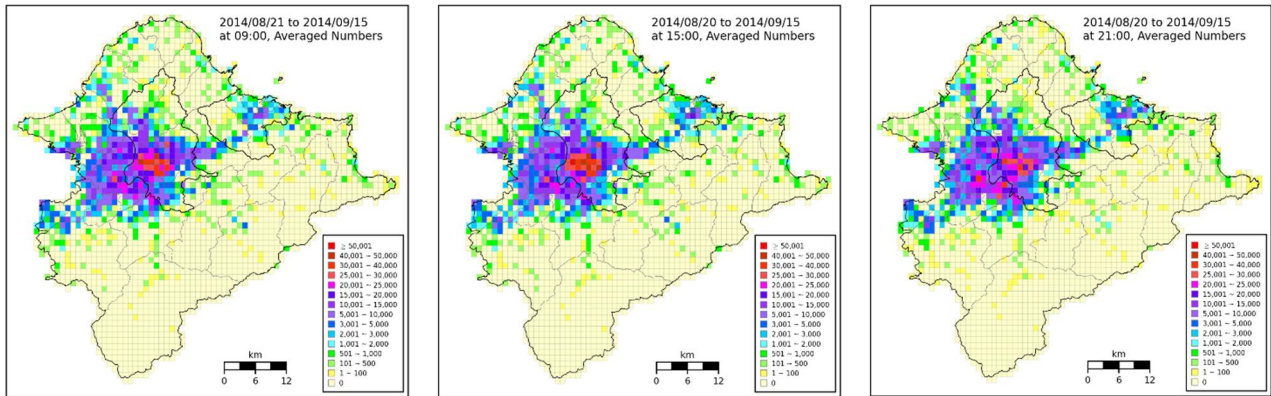 2014/08/21 to 2014/09/15
at 09:00, Averaged Numbers
≥ 50,001
40,001 ~ 50,000
30,001 ~ 40,000
25,001 ~ 30,000
20,001 ~ 25,000
15,001 ~ 20,000
10,001 ~ 15,000
5,001 ~ 10,000
3,001 ~ 5,000
2,001 ~ 3,000
1,001 ~ 2,000
501 ~ 1,000
101 ~ 500
1 ~ 100
0
km
0 6 12
2014/08/20 to 2014/09/15
at 15:00, Averaged Numbers
≥ 50,001
40,001 ~ 50,000
30,001 ~ 40,000
25,001 ~ 30,000
20,001 ~ 25,000
15,001 ~ 20,000
10,001 ~ 15,000
5,001 ~ 10,000
3,001 ~ 5,000
2,001 ~ 3,000
1,001 ~ 2,000
501 ~ 1,000
101 ~ 500
1 ~ 100
0
km
0 6 12
2014/08/20 to 2014/09/15
at 21:00, Averaged Numbers
≥ 50,001
40,001 ~ 50,000
30,001 ~ 40,000
25,001 ~ 30,000
20,001 ~ 25,000
15,001 ~ 20,000
10,001 ~ 15,000
5,001 ~ 10,000
3,001 ~ 5,000
2,001 ~ 3,000
1,001 ~ 2,000
501 ~ 1,000
101 ~ 500
1 ~ 100
0
km
0 6 12